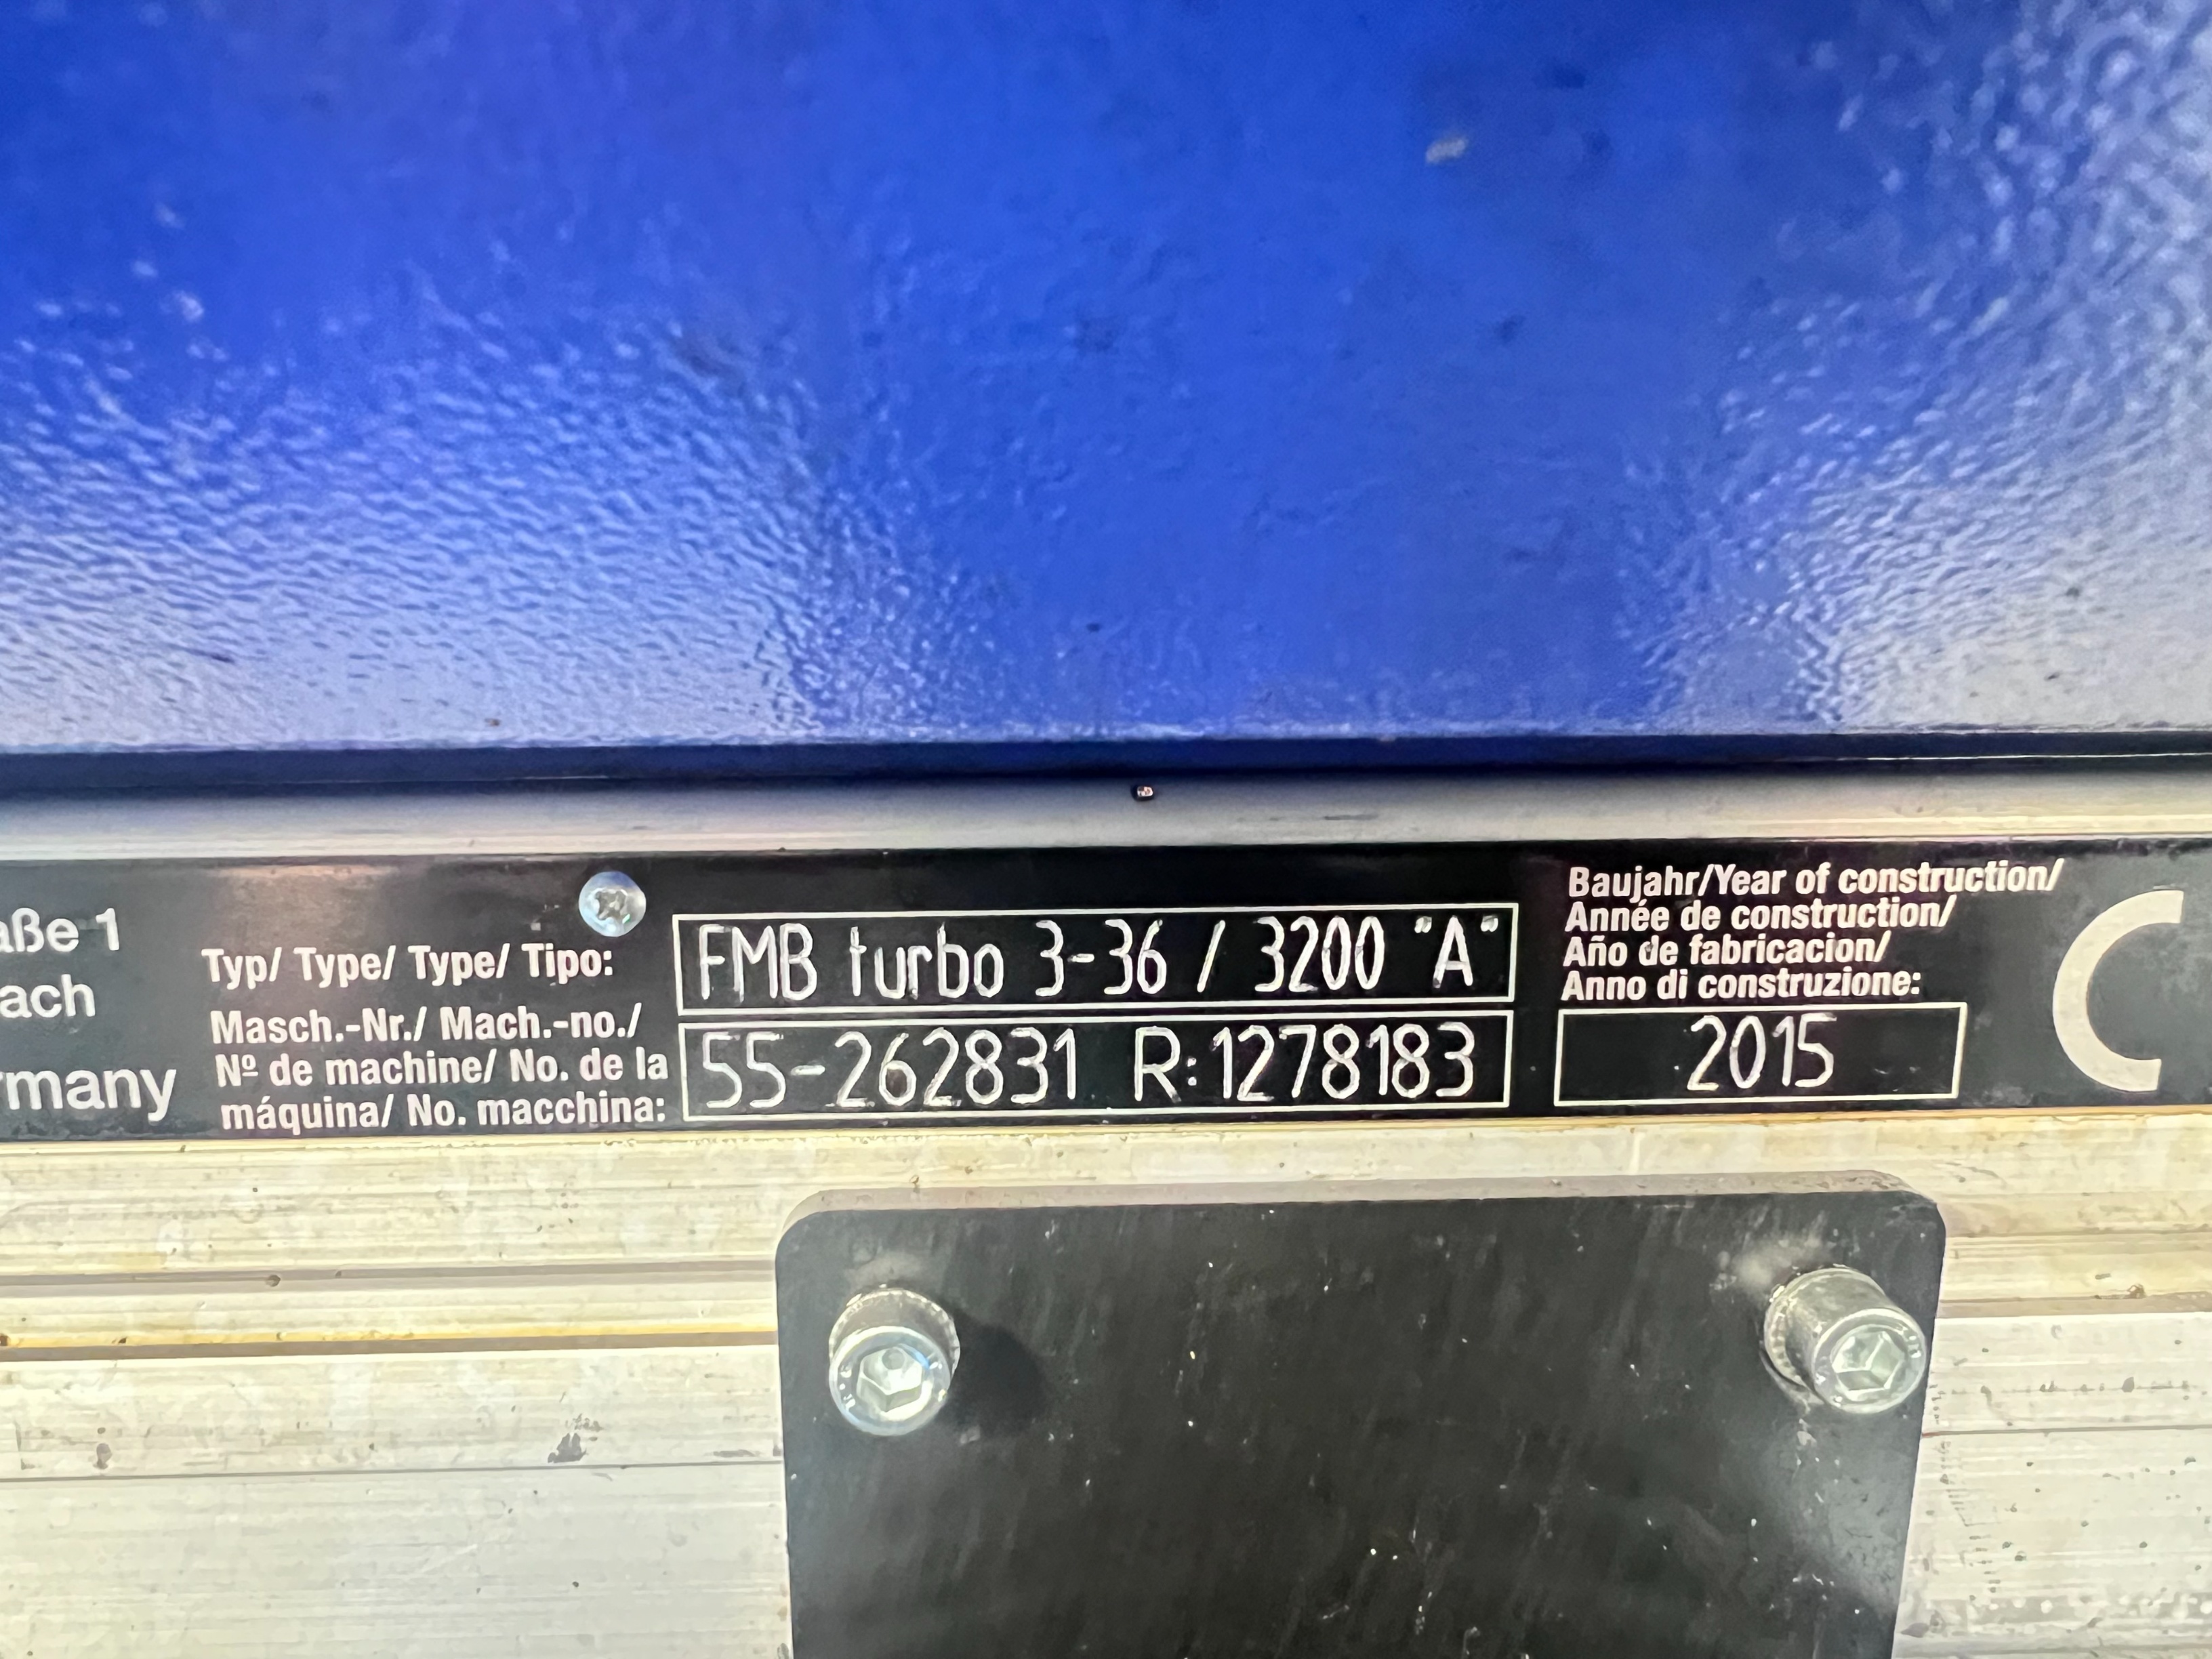 aße 1
ach
rmany
Typ/ Type/ Type/ Tipo:
FMB turbo 3-36 / 3200 "A"
Masch.-Nr./ Mach.-no./
Nº de machine/ No. de la
máquina/ No. macchina:
55-262831 R:1278183
Baujahr/Year of construction/
Année de construction/
Año de fabricacion/
Anno di construzione:
2015
C